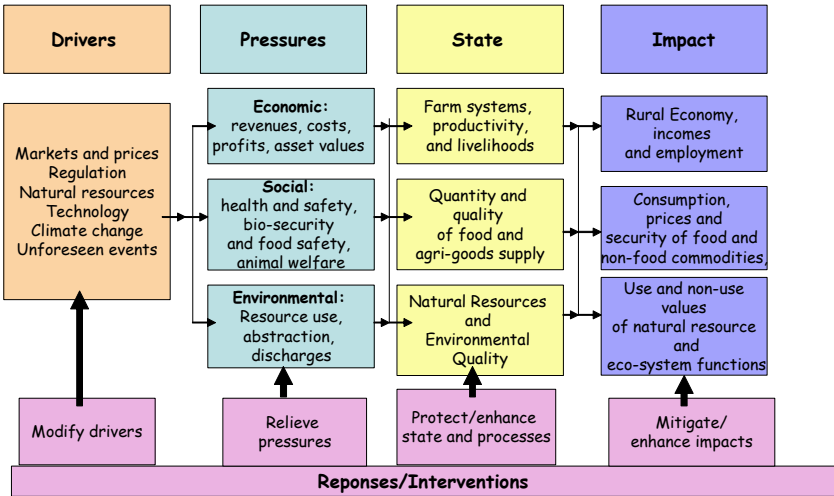 Drivers
Pressures
State
Impact
Markets and prices
Regulation
Natural resources
Technology
Climate change
Unforeseen events
Economic:
revenues, costs,
profits, asset values
Social:
health and safety,
bio-security
and food safety,
animal welfare
Environmental:
Resource use,
abstraction,
discharges
Farm systems,
productivity,
and livelihoods
Quantity and
quality
of food and
agri-goods supply
Natural Resources
and
Environmental
Quality
Rural Economy,
incomes
and employment
Consumption,
prices and
security of food and
non-food commodities,
Use and non-use
values
of natural resource
and
eco-system functions
Modify drivers
Relieve
pressures
Protect/enhance
state and processes
Mitigate/
enhance impacts
Reponses/Interventions